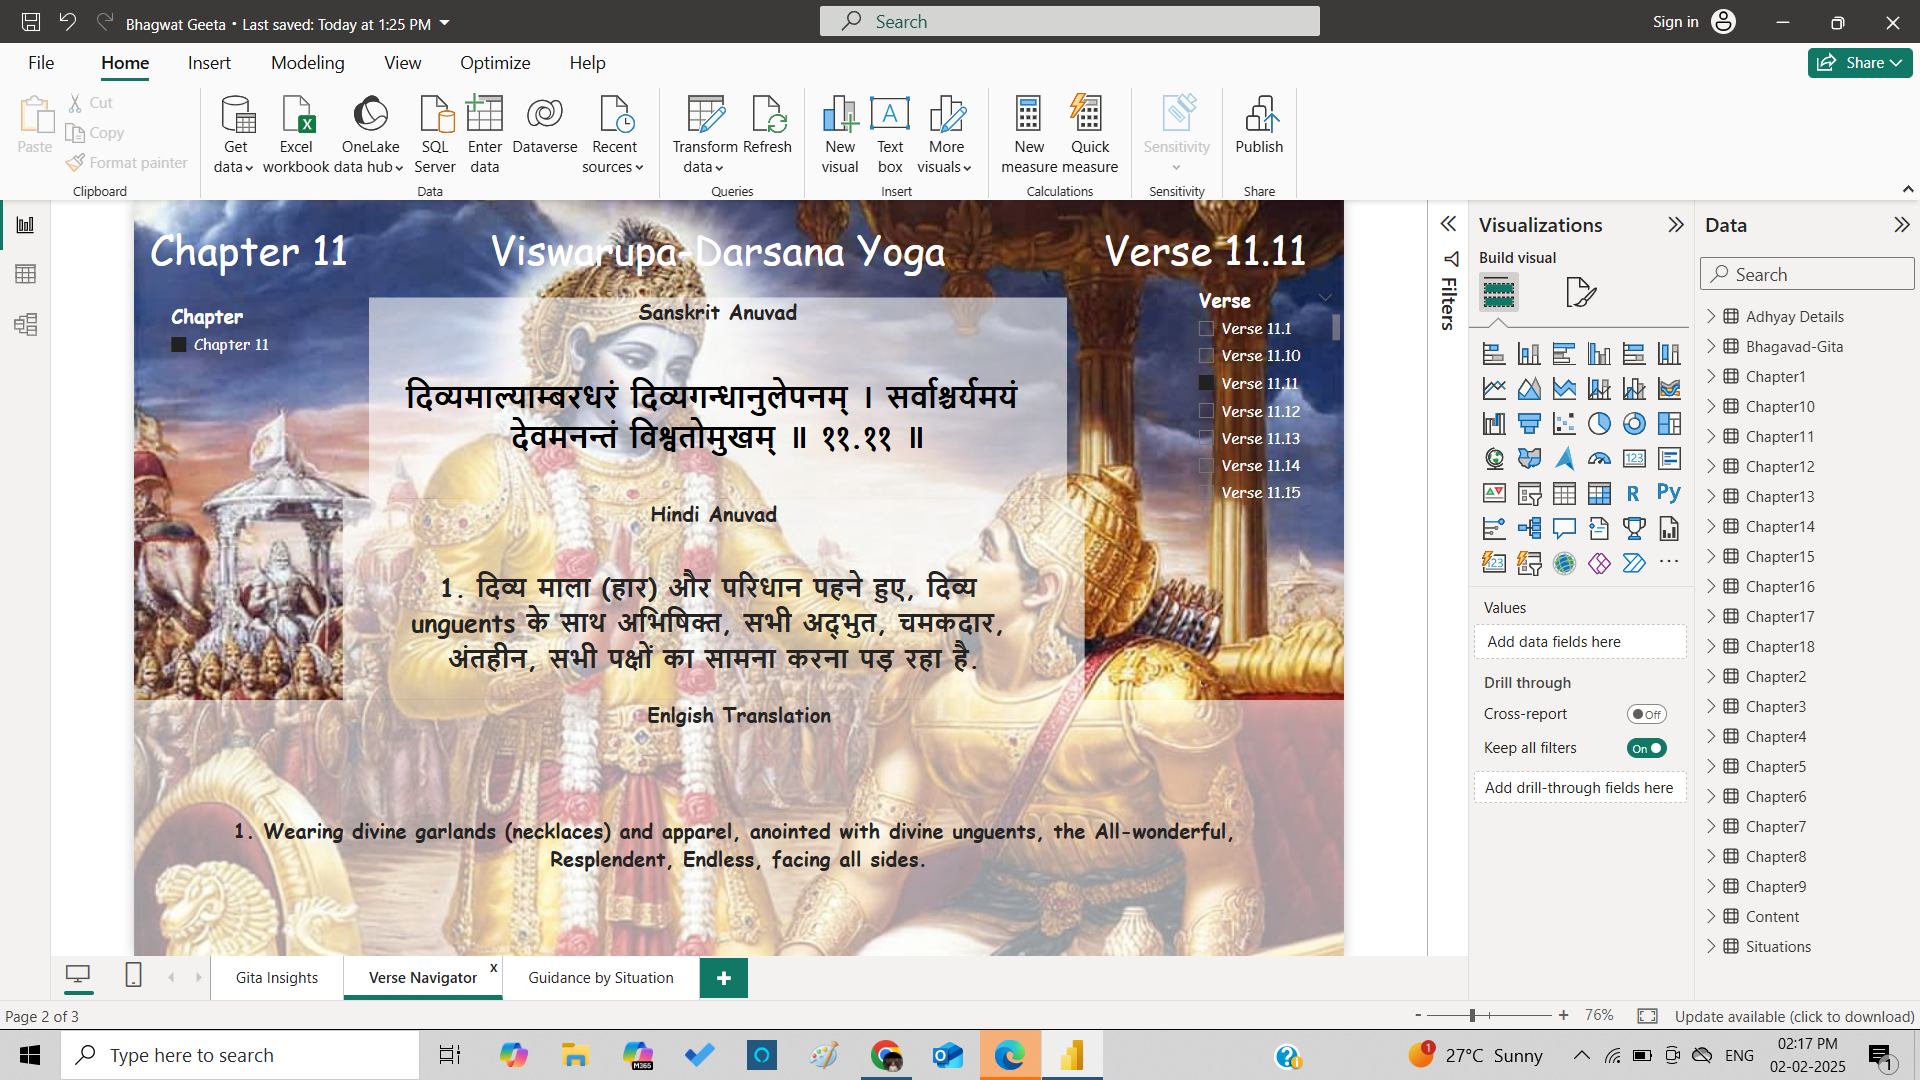 Bhagwat Geeta • Last saved: Today at 1:25 PM
Search
Sign in
File
Home
Insert
Modeling
View
Optimize
Help
Share
Paste
Cut
Copy
Format painter
Clipboard
Get data
Excel workbook
OneLake data hub
SQL Server
Enter data
Dataverse
Recent sources
Data
Transform data
Refresh
Queries
New visual
Text box
More visuals
Insert
New measure
Quick measure
Calculations
Sensitivity
Sensitivity
Publish
Share
Chapter 11
Viswarupa-Darsana Yoga
Verse 11.11
Chapter
Chapter 11
Sanskrit Anuvad
दिव्यमाल्याम्बरधरं दिव्यगन्धानुलेपनम् । सर्वाश्चर्यमयं
देवमनन्तं विश्वतोमुखम् ॥ ११.११ ॥
Verse
Verse 11.1
Verse 11.10
Verse 11.11
Verse 11.12
Verse 11.13
Verse 11.14
Verse 11.15
Hindi Anuvad
1. दिव्य माला (हार) और परिधान पहने हुए, दिव्य
unguents के साथ अभिषिक्त, सभी अद्भुत, चमकदार,
अंतहीन, सभी पक्षों का सामना करना पड़ रहा है.
Enlgish Translation
1. Wearing divine garlands (necklaces) and apparel, anointed with divine unguents, the All-wonderful,
Resplendent, Endless, facing all sides.
Filters
Visualizations
Build visual
123
R
Py
123
Values
Add data fields here
Drill through
Cross-report
Off
Keep all filters
On
Add drill-through fields here
Data
Search
Adhyay Details
Bhagavad-Gita
Chapter1
Chapter10
Chapter11
Chapter12
Chapter13
Chapter14
Chapter15
Chapter16
Chapter17
Chapter18
Chapter2
Chapter3
Chapter4
Chapter5
Chapter6
Chapter7
Chapter8
Chapter9
Content
Situations
Gita Insights
Verse Navigator
x
Guidance by Situation
+
Page 2 of 3
- + 76%
Update available (click to download)
Type here to search
M365
1
27°C Sunny
ENG
02:17 PM
02-02-2025
1